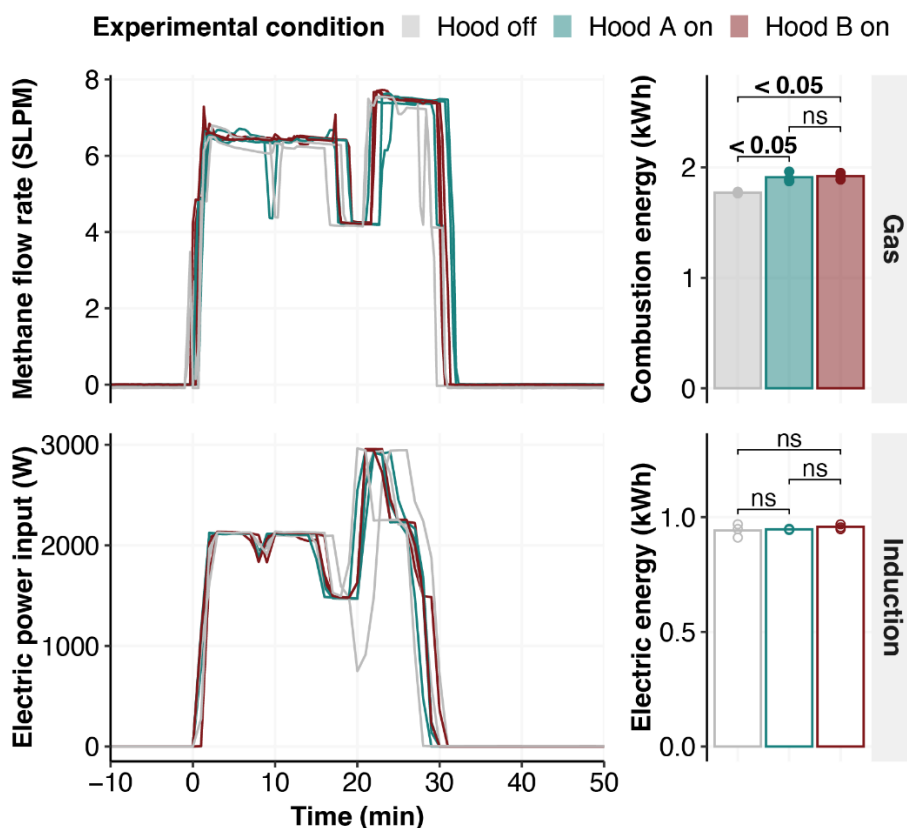 Experimental condition Hood off Hood A on Hood B on
Methane flow rate (SLPM)
8
6
4
2
0
Combustion energy (kWh)
2
1
0
< 0.05
ns
< 0.05
Gas
Electric power input (W)
3000
2000
1000
0
−10 0 10 20 30 40 50
Time (min)
Electric energy (kWh)
1.0
0.5
0.0
ns
ns
ns
Induction